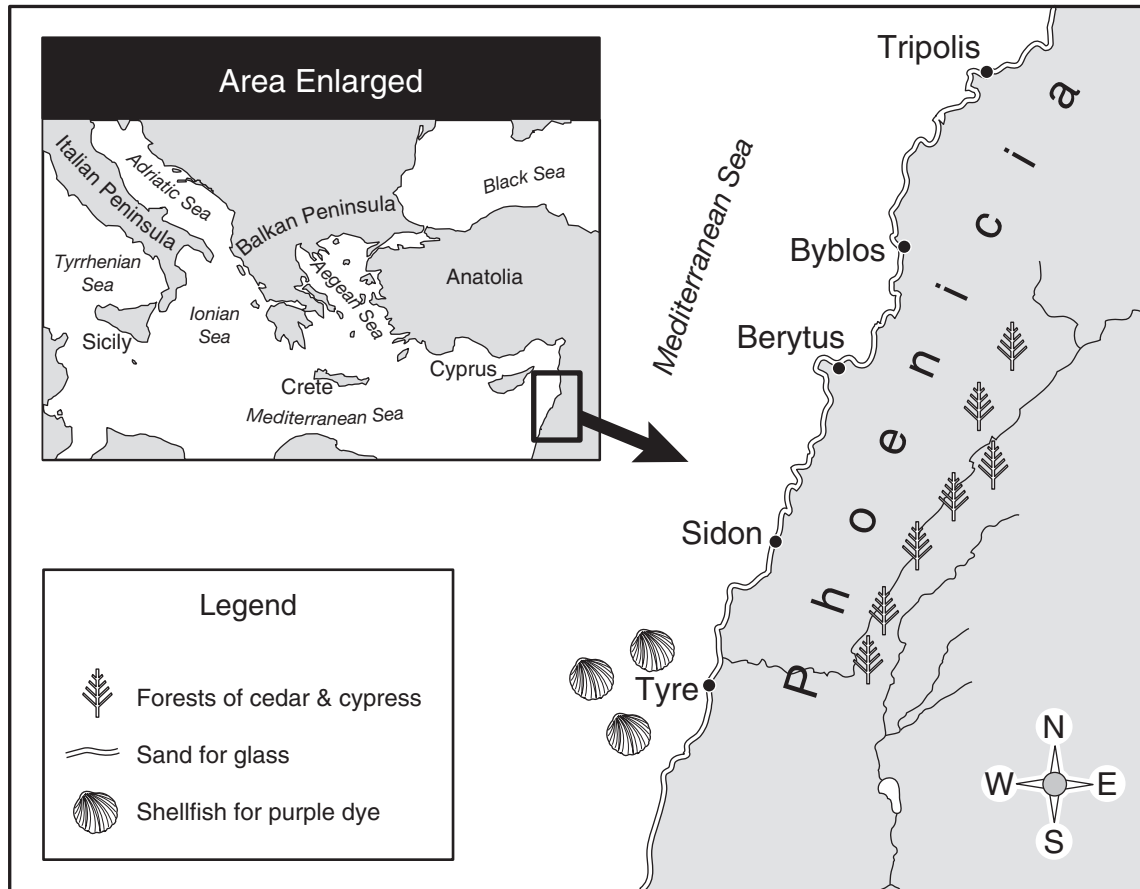 Area Enlarged
Italian Peninsula
Adriatic Sea
Black Sea
Balkan Peninsula
Tyrrhenian
Sea
Aegean Sea
Anatolia
Ionian
Sea
Sicily
Crete
Cyprus
Mediterranean Sea
Tripolis
Mediterranean Sea
Byblos
Berytus
Phoenicia
Sidon
Tyre
Legend
Forests of cedar & cypress
Sand for glass
Shellfish for purple dye
N
W E
S